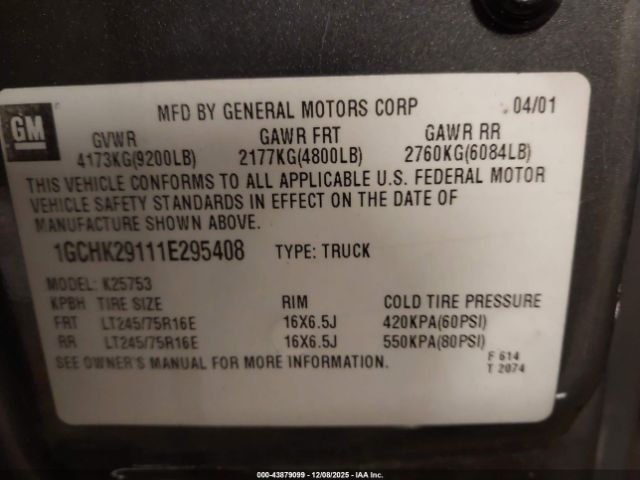 GM
MFD BY GENERAL MOTORS CORP 04/01
GVWR GAWR FRT GAWR RR
4173KG(9200LB) 2177KG(4800LB) 2760KG(6084LB)
THIS VEHICLE CONFORMS TO ALL APPLICABLE U.S. FEDERAL MOTOR
VEHICLE SAFETY STANDARDS IN EFFECT ON THE DATE OF
MANUFACTURE SHOWN ABOVE.
1GCHK29111E295408 TYPE: TRUCK
MODEL: K25753
KPBH TIRE SIZE RIM COLD TIRE PRESSURE
FRT LT245/75R16E 16X6.5J 420KPA(60PSI)
RR LT245/75R16E 16X6.5J 550KPA(80PSI)
SEE OWNER'S MANUAL FOR MORE INFORMATION.
F 614
T 2074
000-43879099 - 12/08/2025 - IAA Inc.